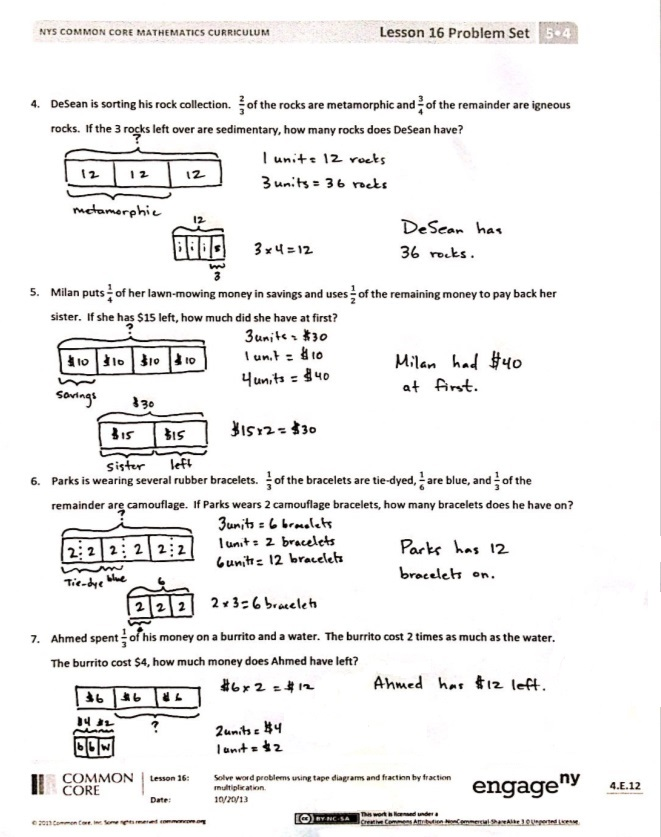 NYS COMMON CORE MATHEMATICS CURRICULUM Lesson 16 Problem Set 5•4
4. DeSean is sorting his rock collection. 2/3 of the rocks are metamorphic and 3/4 of the remainder are igneous
rocks. If the 3 rocks left over are sedimentary, how many rocks does DeSean have?
?
12 12 12
1 unit = 12 rocks
3 units = 36 rocks
metamorphic
12
i i i s
3
3 x 4 = 12
DeSean has
36 rocks.
5. Milan puts 1/4 of her lawn-mowing money in savings and uses 1/2 of the remaining money to pay back her
sister. If she has $15 left, how much did she have at first?
?
$10 $10 $10 $10
savings
3 units = $30
1 unit = $10
4 units = $40
Milan had $40
at first.
$30
$15 $15
sister left
$15x2 = $30
6. Parks is wearing several rubber bracelets. 1/3 of the bracelets are tie-dyed, 1/6 are blue, and 1/3 of the
remainder are camouflage. If Parks wears 2 camouflage bracelets, how many bracelets does he have on?
?
2 2 2 2 2 2
Tie-dye blue
3 units = 6 bracelets
1 unit = 2 bracelets
6 units = 12 bracelets
Parks has 12
bracelets on.
6
2 2 2
2 x 3 = 6 bracelets
7. Ahmed spent 1/3 of his money on a burrito and a water. The burrito cost 2 times as much as the water.
The burrito cost $4, how much money does Ahmed have left?
$6 $6 $6
$6 x 2 = $12
Ahmed has $12 left.
$4 $2
?
b b w
2 units = $4
1 unit = $2
COMMON CORE
Lesson 16: Solve word problems using tape diagrams and fraction by fraction
multiplication.
Date: 10/20/13
engage ny
4.E.12
© 2013 Common Core, Inc. Some rights reserved. commoncore.org
CC BY-NC-SA
This work is licensed under a
Creative Commons Attribution-NonCommercial-ShareAlike 3.0 Unported License.